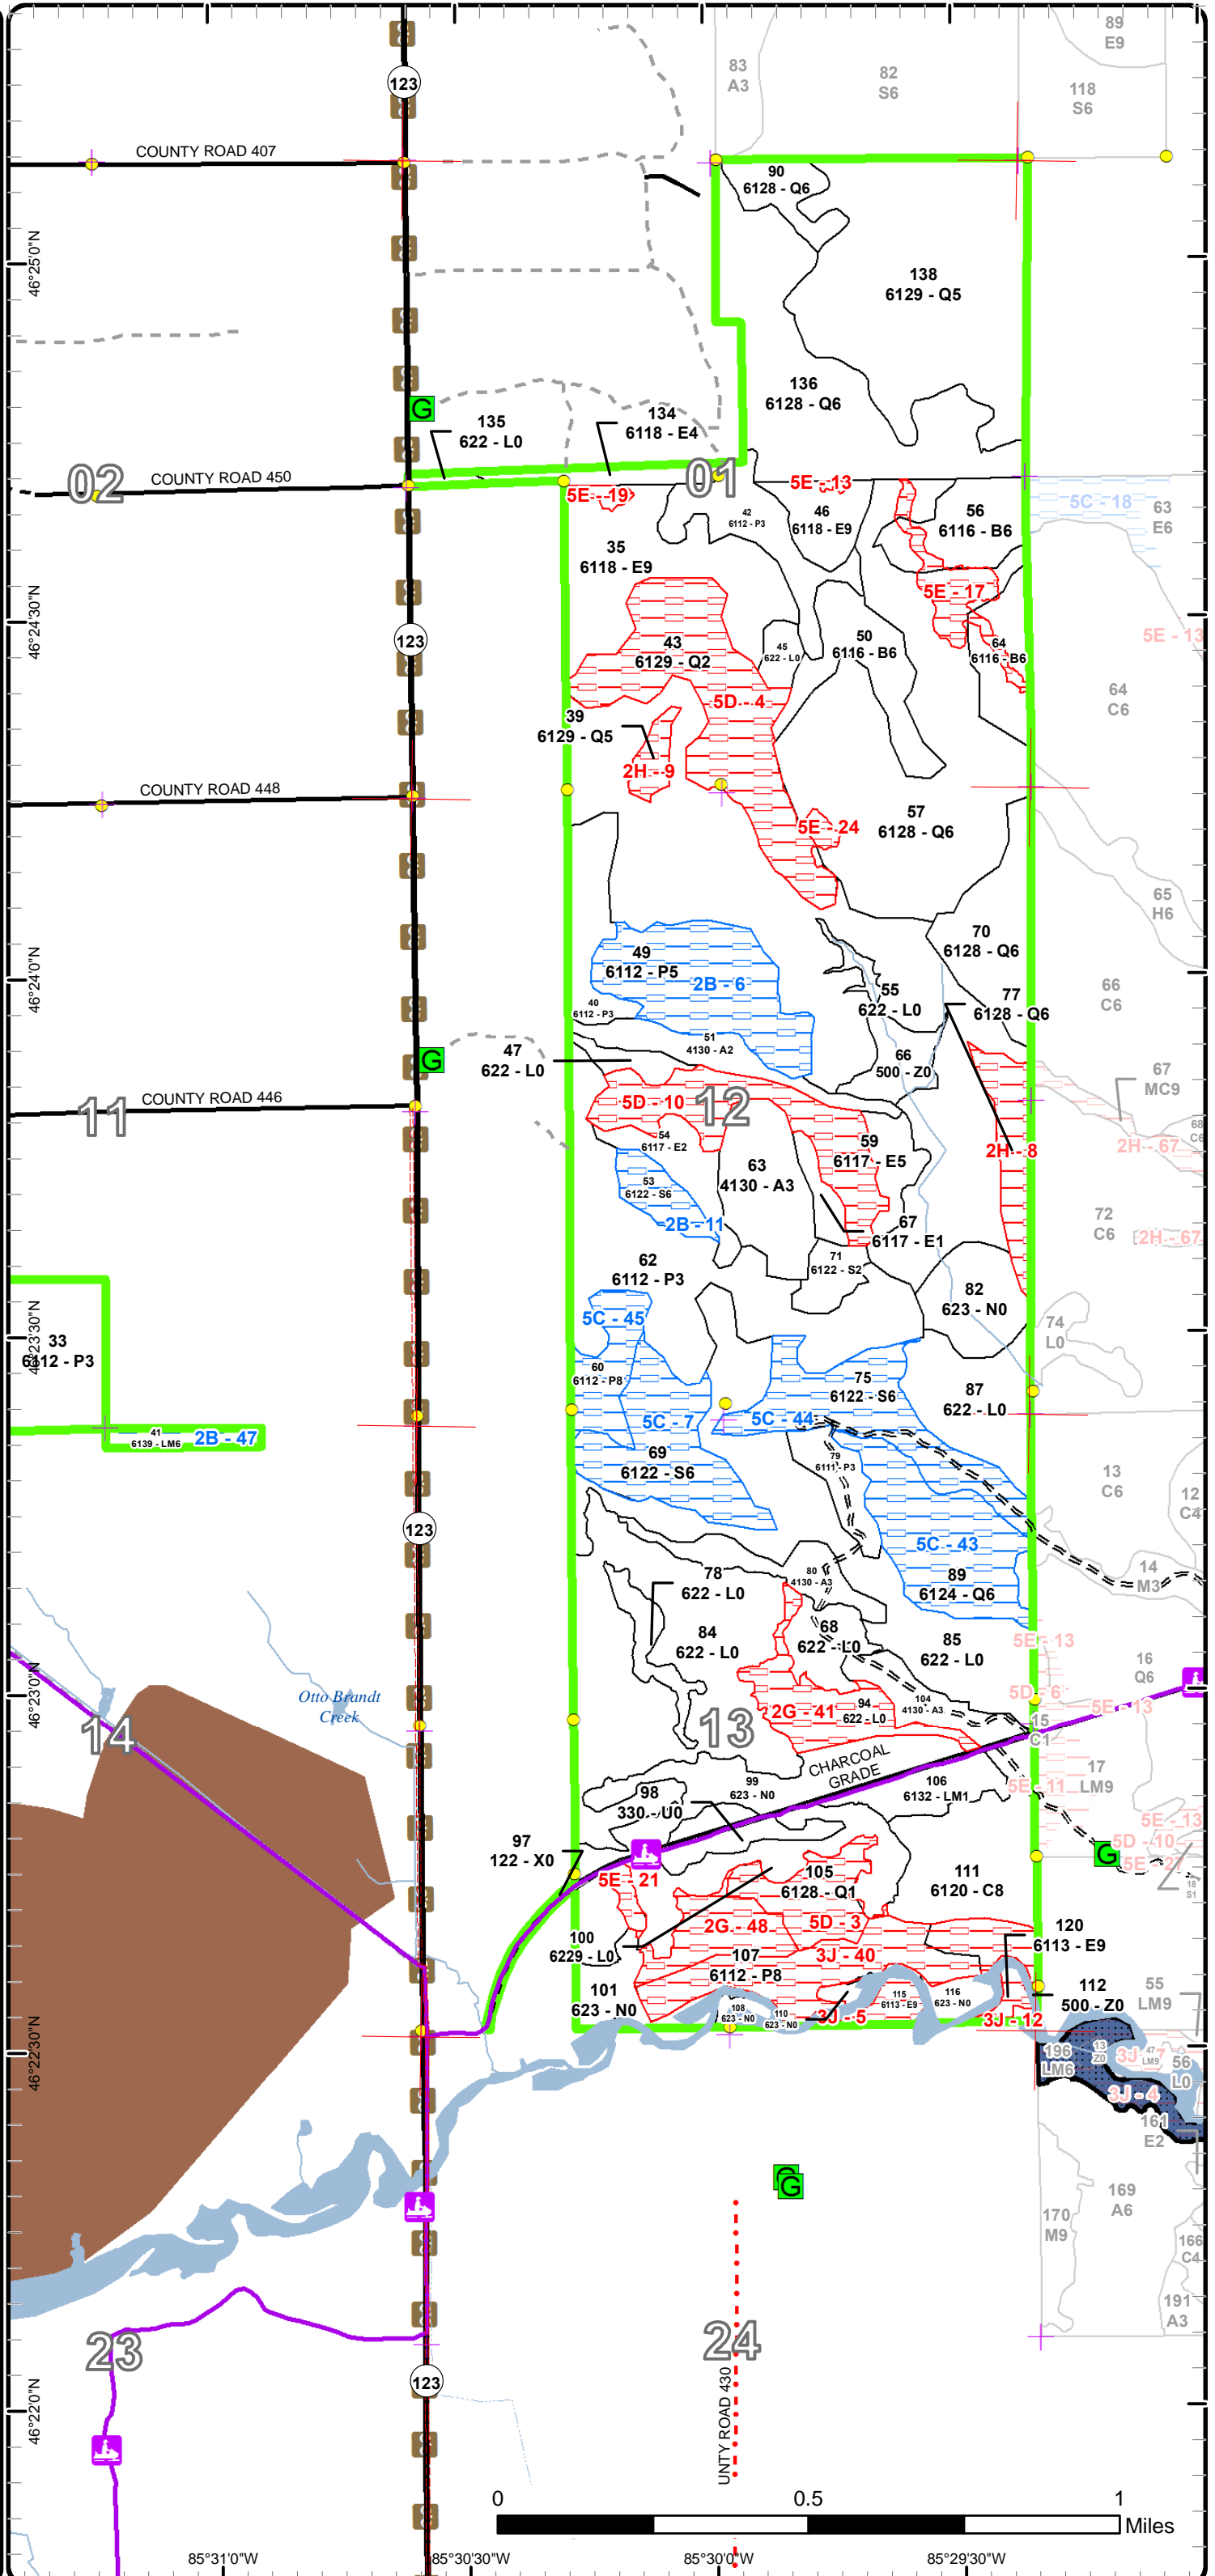 89
E9
83
A3
82
S6
118
S6
123
COUNTY ROAD 407
90
6128 - Q6
46°25'0"N
138
6129 - Q5
136
6128 - Q6
G
135
622 - L0
134
6118 - E4
02
COUNTY ROAD 450
01
5E - 19
5E - 13
5C - 18
63
E6
42
6112 - P3
46
6118 - E9
56
6116 - B6
35
6118 - E9
5E - 17
46°24'30"N
123
5E - 13
43
6129 - Q2
45
622 - L0
50
6116 - B6
64
6116 - B6
64
C6
5D - 4
39
6129 - Q5
2H - 9
COUNTY ROAD 448
57
6128 - Q6
5E - 24
65
H6
70
6128 - Q6
49
6112 - P5
2B - 6
46°24'0"N
66
C6
55
622 - L0
77
6128 - Q6
40
6112 - P3
51
4130 - A2
47
622 - L0
G
66
500 - Z0
67
MC9
COUNTY ROAD 446
11
5D - 10
12
68
C6
54
6117 - E2
59
6117 - E5
2H - 8
2H - 67
63
4130 - A3
53
6122 - S6
2B - 11
67
6117 - E1
72
C6
2H - 67
62
6112 - P3
71
6122 - S2
82
623 - N0
5C - 45
74
L0
33
6112 - P3
46°23'30"N
60
6112 - P8
75
6122 - S6
87
622 - L0
5C - 7
5C - 44
41
6139 - LM6
2B - 47
69
6122 - S6
79
6111 - P3
13
C6
12
C4
123
5C - 43
78
622 - L0
80
4130 - A3
89
6124 - Q6
14
M3
84
622 - L0
68
622 - L0
85
622 - L0
5E - 13
16
Q6
46°23'0"N
Otto Brandt
Creek
5D - 6
5E - 13
14
13
2G - 41
94
622 - L0
104
4130 - A3
15
C1
CHARCOAL
GRADE
17
LM9
98
330 - U0
99
623 - N0
106
6132 - LM1
5E - 11
5E - 13
97
122 - X0
5D - 10
G
5E - 27
5E - 21
105
6128 - Q1
111
6120 - C8
18
S1
2G - 48
5D - 3
120
6113 - E9
100
6229 - L0
3J - 40
107
6112 - P8
101
623 - N0
112
500 - Z0
55
LM9
108
623 - N0
110
623 - N0
3J - 5
115
6113 - E9
116
623 - N0
3J - 12
46°22'30"N
196
LM6
13
Z0
3J - 7
47
LM9
56
L0
3J - 4
161
E2
G
G
170
M9
169
A6
166
C4
191
A3
23
24
123
46°22'0"N
UNTY ROAD 430
0
0.5
1
Miles
85°31'0"W
85°30'30"W
85°30'0"W
85°29'30"W